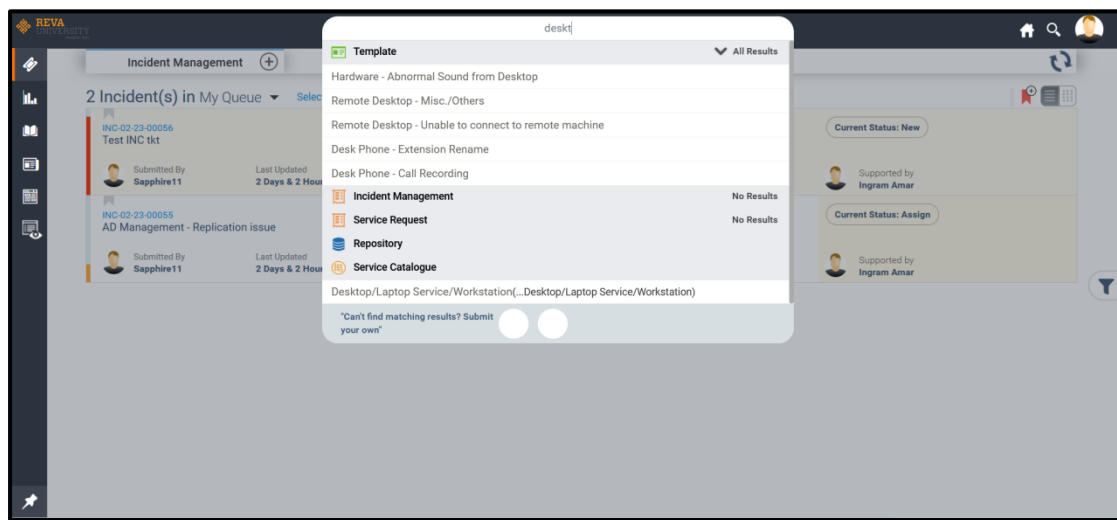 REVA
UNIVERSITY
deskt
Template
All Results
Hardware - Abnormal Sound from Desktop
Remote Desktop - Misc./Others
Remote Desktop - Unable to connect to remote machine
Desk Phone - Extension Rename
Desk Phone - Call Recording
Incident Management
No Results
Service Request
No Results
Repository
Service Catalogue
Desktop/Laptop Service/Workstation(...Desktop/Laptop Service/Workstation)
"Can't find matching results? Submit
your own"
Incident Management
2 Incident(s) in My Queue
Selec
INC-02-23-00056
Test INC tkt
Submitted By
Sapphire11
Last Updated
2 Days & 2 Hou
Current Status: New
Supported by
Ingram Amar
INC-02-23-00055
AD Management - Replication issue
Submitted By
Sapphire11
Last Updated
2 Days & 2 Hou
Current Status: Assign
Supported by
Ingram Amar